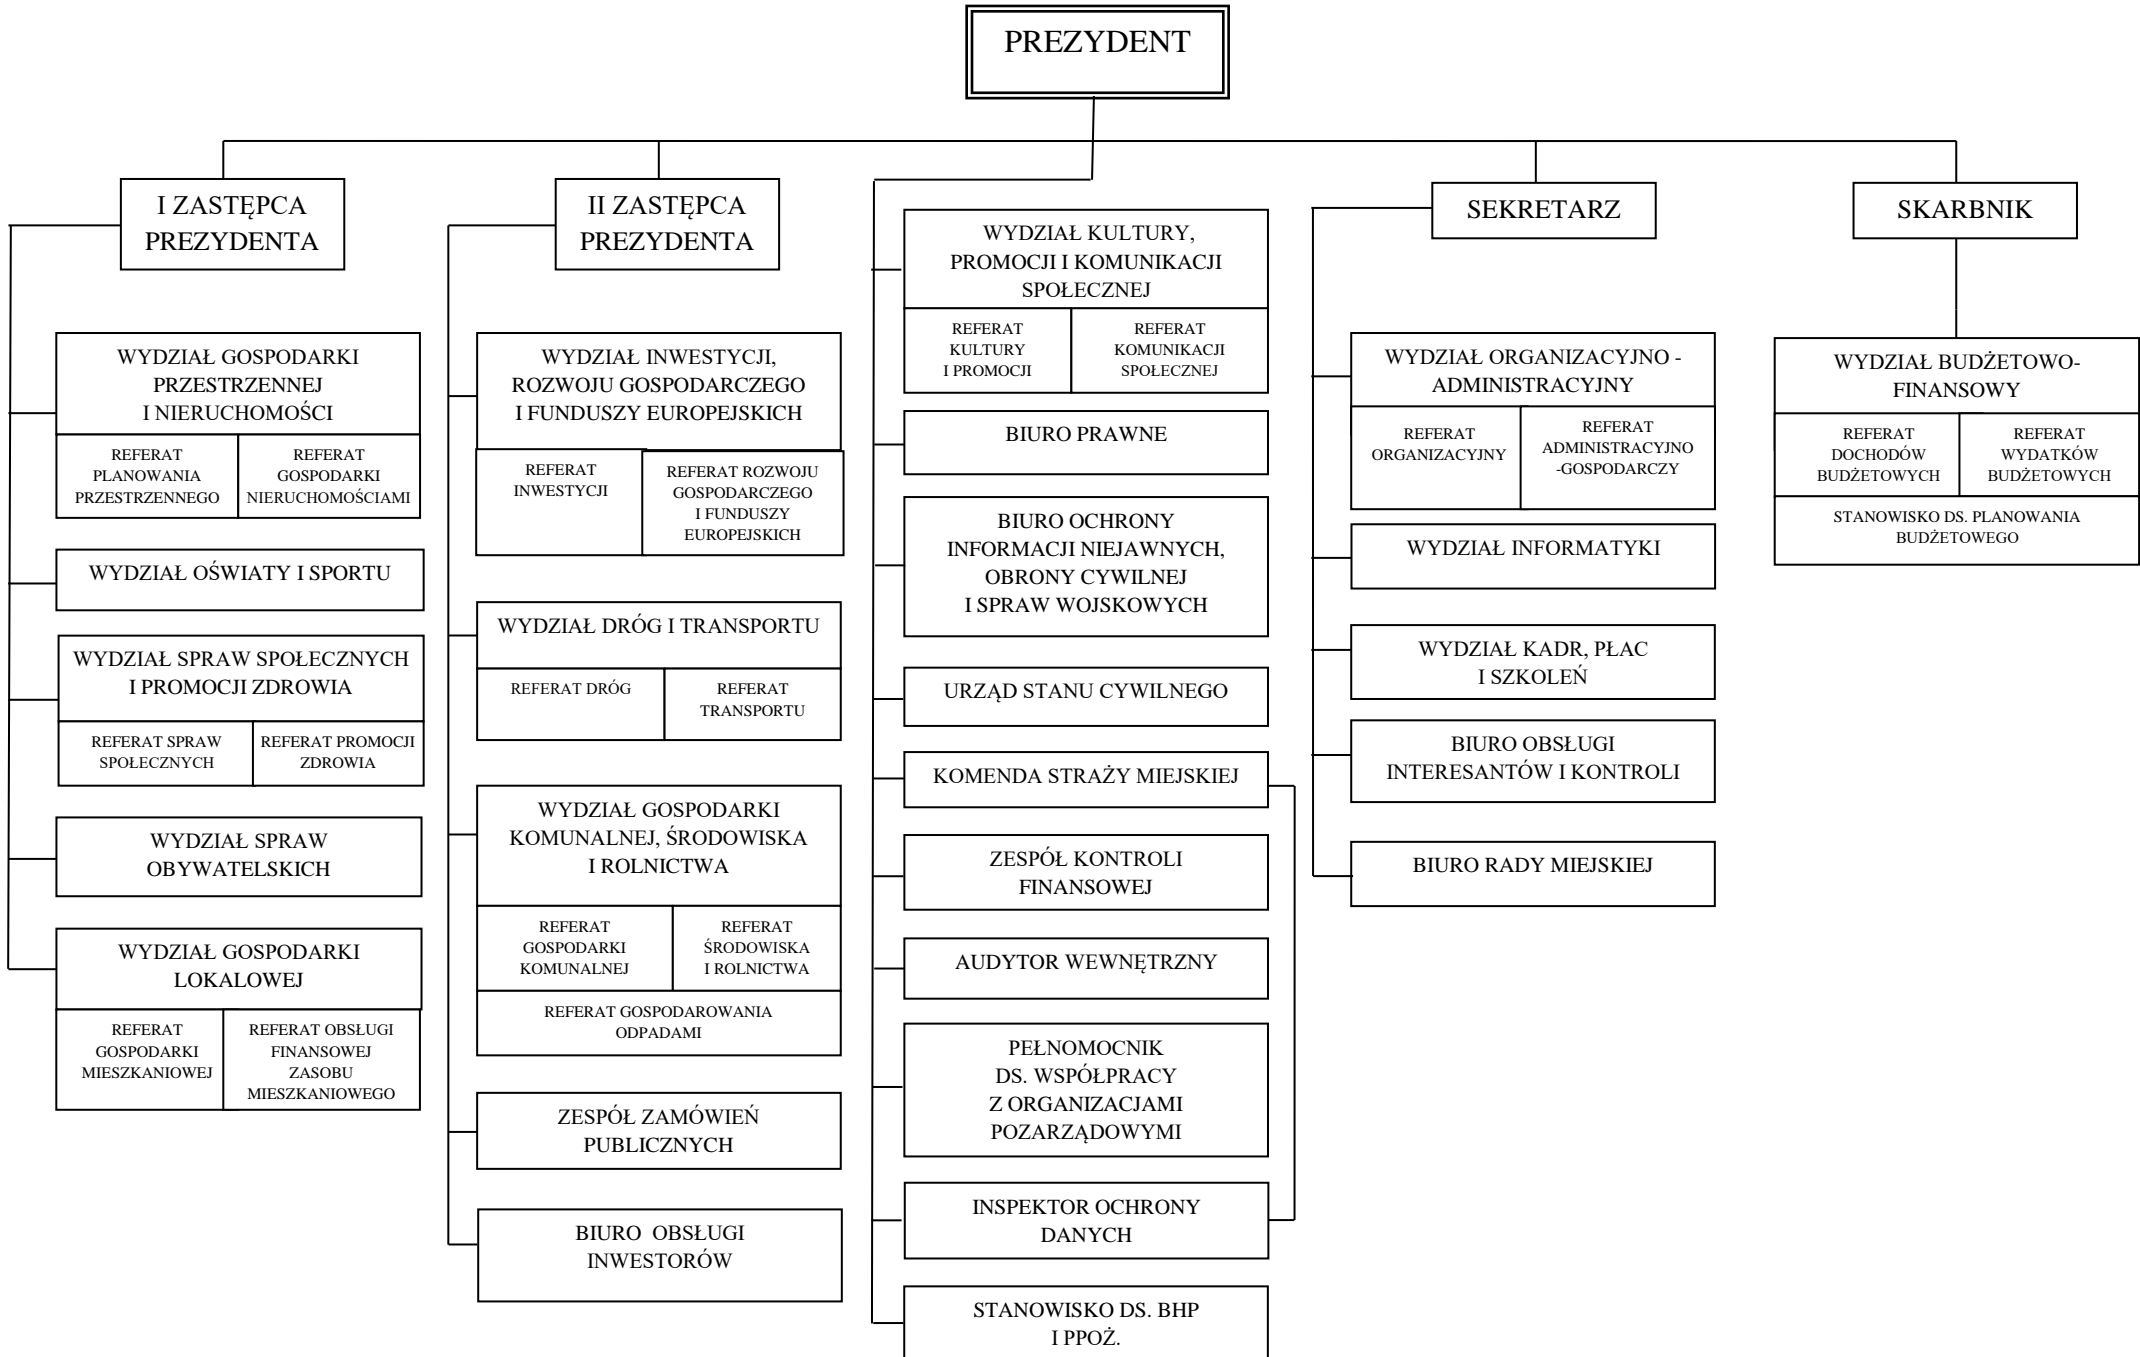 PREZYDENT
I ZASTĘPCA
PREZYDENTA
WYDZIAŁ GOSPODARKI
PRZESTRZENNEJ
I NIERUCHOMOŚCI
REFERAT
PLANOWANIA
PRZESTRZENNEGO
REFERAT
GOSPODARKI
NIERUCHOMOŚCIAMI
WYDZIAŁ OŚWIATY I SPORTU
WYDZIAŁ SPRAW SPOŁECZNYCH
I PROMOCJI ZDROWIA
REFERAT SPRAW
SPOŁECZNYCH
REFERAT PROMOCJI
ZDROWIA
WYDZIAŁ SPRAW
OBYWATELSKICH
WYDZIAŁ GOSPODARKI
LOKALOWEJ
REFERAT
GOSPODARKI
MIESZKANIOWEJ
REFERAT OBSŁUGI
FINANSOWEJ
ZASOBU
MIESZKANIOWEGO
II ZASTĘPCA
PREZYDENTA
WYDZIAŁ INWESTYCJI,
ROZWOJU GOSPODARCZEGO
I FUNDUSZY EUROPEJSKICH
REFERAT
INWESTYCJI
REFERAT ROZWOJU
GOSPODARCZEGO
I FUNDUSZY
EUROPEJSKICH
WYDZIAŁ DRÓG I TRANSPORTU
REFERAT DRÓG
REFERAT
TRANSPORTU
WYDZIAŁ GOSPODARKI
KOMUNALNEJ, ŚRODOWISKA
I ROLNICTWA
REFERAT
GOSPODARKI
KOMUNALNEJ
REFERAT
ŚRODOWISKA
I ROLNICTWA
REFERAT GOSPODAROWANIA
ODPADAMI
ZESPÓŁ ZAMÓWIEŃ
PUBLICZNYCH
BIURO OBSŁUGI
INWESTORÓW
WYDZIAŁ KULTURY,
PROMOCJI I KOMUNIKACJI
SPOŁECZNEJ
REFERAT
KULTURY
I PROMOCJI
REFERAT
KOMUNIKACJI
SPOŁECZNEJ
BIURO PRAWNE
BIURO OCHRONY
INFORMACJI NIEJAWNYCH,
OBRONY CYWILNEJ
I SPRAW WOJSKOWYCH
URZĄD STANU CYWILNEGO
KOMENDA STRAŻY MIEJSKIEJ
ZESPÓŁ KONTROLI
FINANSOWEJ
AUDYTOR WEWNĘTRZNY
PEŁNOMOCNIK
DS. WSPÓŁPRACY
Z ORGANIZACJAMI
POZARZĄDOWYMI
INSPEKTOR OCHRONY
DANYCH
STANOWISKO DS. BHP
I PPOŻ.
SEKRETARZ
WYDZIAŁ ORGANIZACYJNO -
ADMINISTRACYJNY
REFERAT
ORGANIZACYJNY
REFERAT
ADMINISTRACYJNO
-GOSPODARCZY
WYDZIAŁ INFORMATYKI
WYDZIAŁ KADR, PŁAC
I SZKOLEŃ
BIURO OBSŁUGI
INTERESANTÓW I KONTROLI
BIURO RADY MIEJSKIEJ
SKARBNIK
WYDZIAŁ BUDŻETOWO-
FINANSOWY
REFERAT
DOCHODÓW
BUDŻETOWYCH
REFERAT
WYDATKÓW
BUDŻETOWYCH
STANOWISKO DS. PLANOWANIA
BUDŻETOWEGO